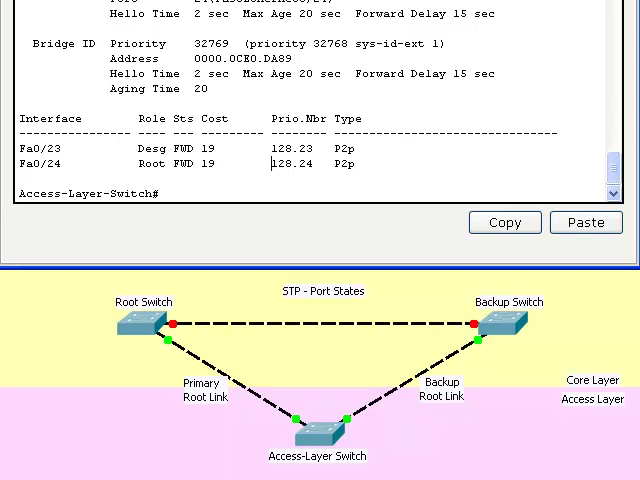 Hello Time  2 sec  Max Age 20 sec  Forward Delay 15 sec
Bridge ID  Priority    32769  (priority 32768 sys-id-ext 1)
Address     0000.0CE0.DA89
Hello Time  2 sec  Max Age 20 sec  Forward Delay 15 sec
Aging Time  20
Interface        Role Sts Cost      Prio.Nbr Type
---------------- ---- --- --------- -------- --------------------------------
Fa0/23           Desg FWD 19        128.23   P2p
Fa0/24           Root FWD 19        128.24   P2p
Access-Layer-Switch#
Copy
Paste
STP - Port States
Root Switch
Backup Switch
Primary
Root Link
Backup
Root Link
Core Layer
Access Layer
Access-Layer Switch